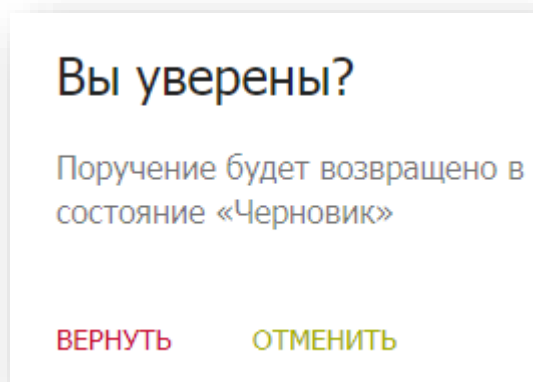 Вы уверены?
Поручение будет возвращено в
состояние «Черновик»
ВЕРНУТЬ ОТМЕНИТЬ